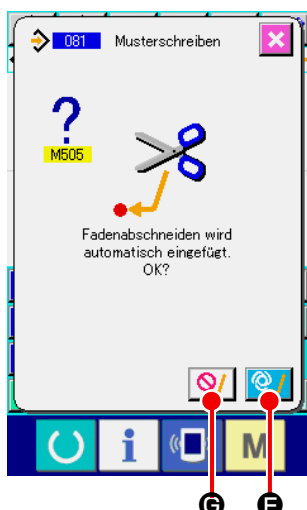 081 Musterschreiben
?
M505
Fadenabschneiden wird
automatisch eingefügt.
OK?
i M
G E